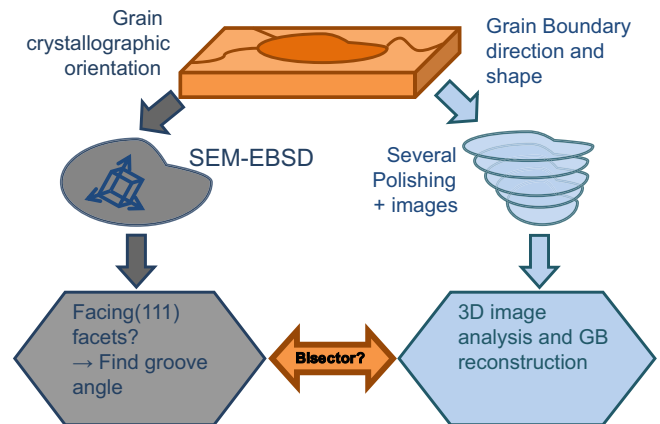 Grain
crystallographic
orientation
Grain Boundary
direction and
shape
SEM-EBSD
Several
Polishing
+ images
Facing(111)
facets?
→ Find groove
angle
Bisector?
3D image
analysis and GB
reconstruction